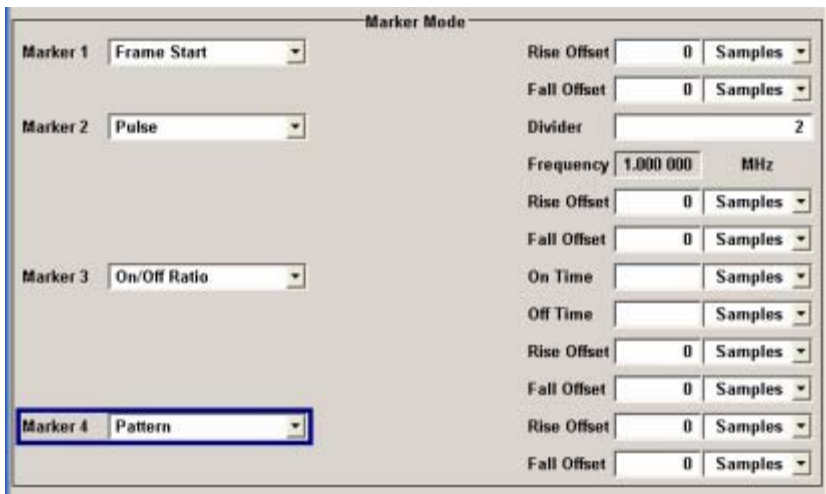 Marker Mode
Marker 1 Frame Start Rise Offset 0 Samples
Fall Offset 0 Samples
Marker 2 Pulse Divider 2
Frequency 1.000 000 MHz
Rise Offset 0 Samples
Fall Offset 0 Samples
Marker 3 On/Off Ratio On Time Samples
Off Time Samples
Rise Offset 0 Samples
Fall Offset 0 Samples
Marker 4 Pattern Rise Offset 0 Samples
Fall Offset 0 Samples